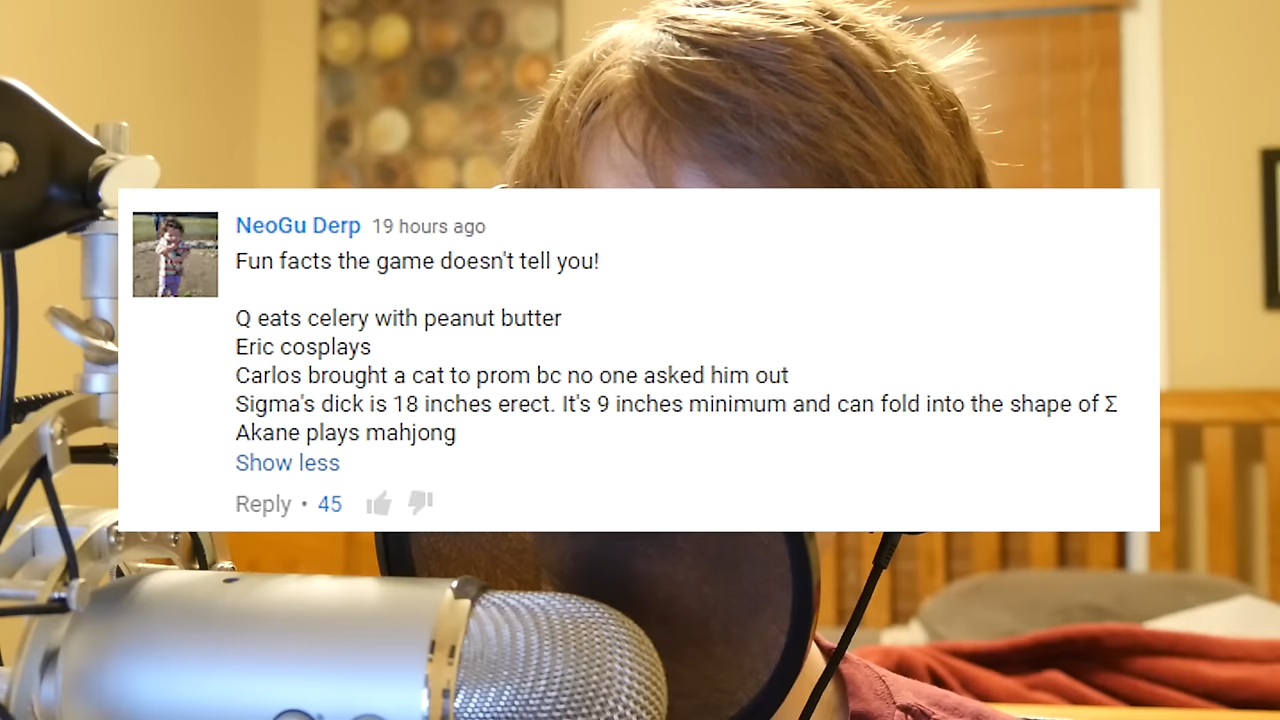 NeoGu Derp 19 hours ago
Fun facts the game doesn't tell you!
Q eats celery with peanut butter
Eric cosplays
Carlos brought a cat to prom bc no one asked him out
Sigma's dick is 18 inches erect. It's 9 inches minimum and can fold into the shape of Σ
Akane plays mahjong
Show less
Reply • 45